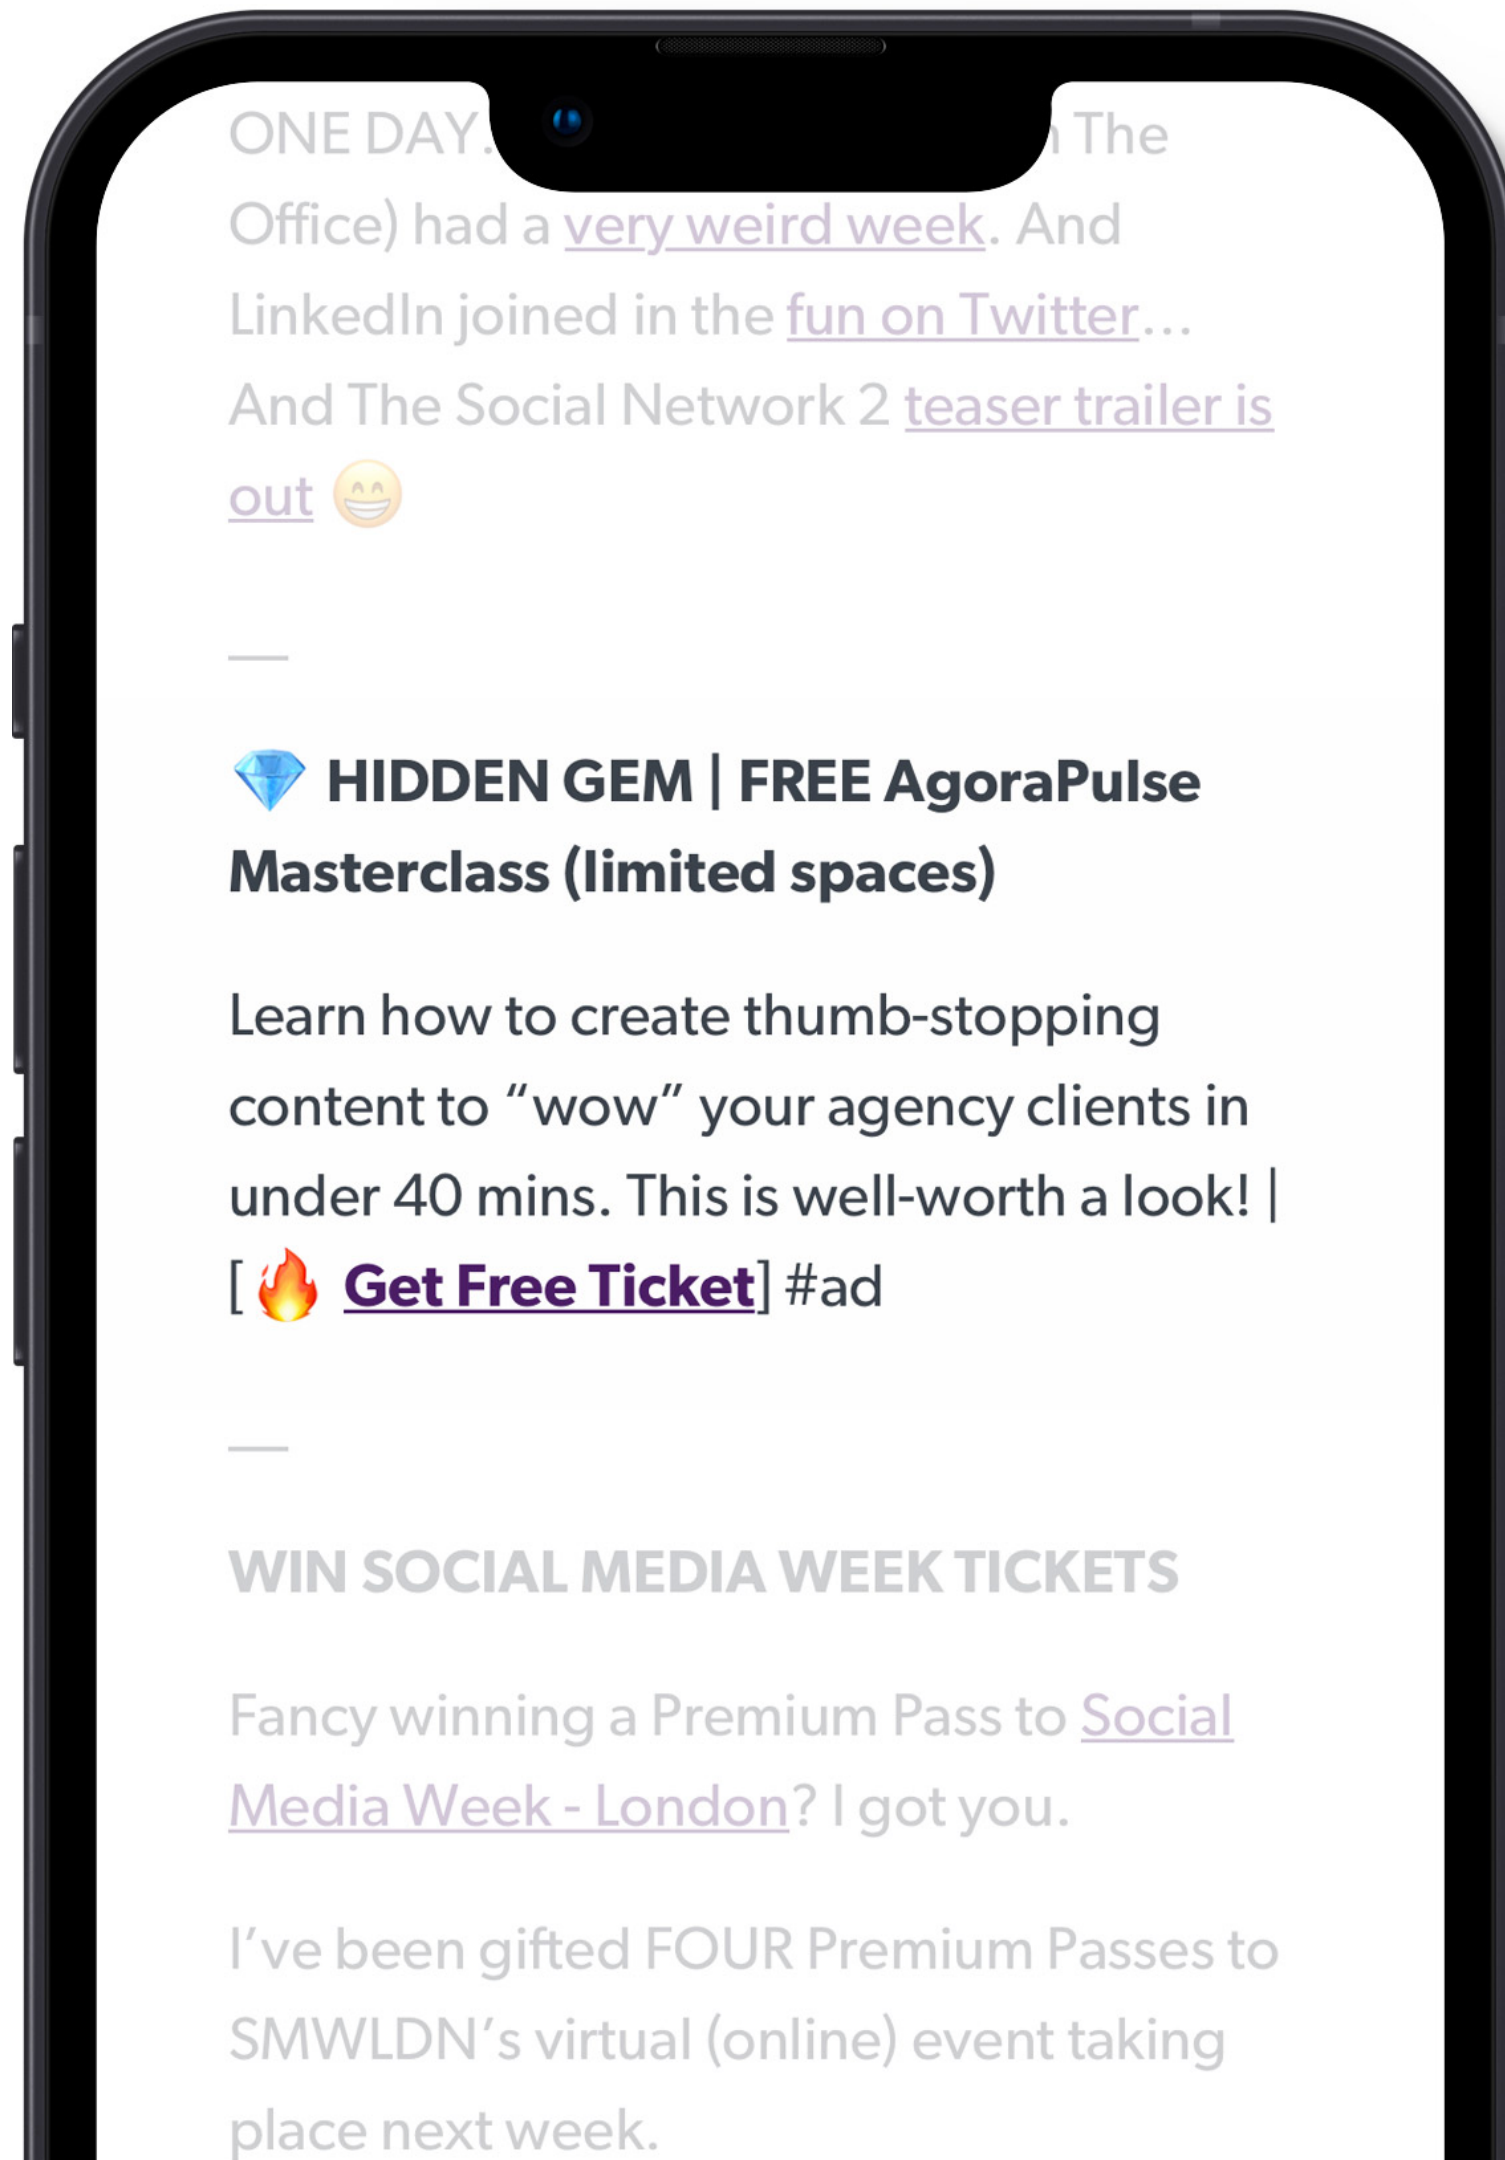 ONE DAY. The
Office) had a very weird week. And
LinkedIn joined in the fun on Twitter...
And The Social Network 2 teaser trailer is
out 😁
—
💎 HIDDEN GEM | FREE AgoraPulse
Masterclass (limited spaces)
Learn how to create thumb-stopping
content to “wow” your agency clients in
under 40 mins. This is well-worth a look! |
[🔥 Get Free Ticket] #ad
—
WIN SOCIAL MEDIA WEEK TICKETS
Fancy winning a Premium Pass to Social
Media Week - London? I got you.
I’ve been gifted FOUR Premium Passes to
SMWLDN’s virtual (online) event taking
place next week.